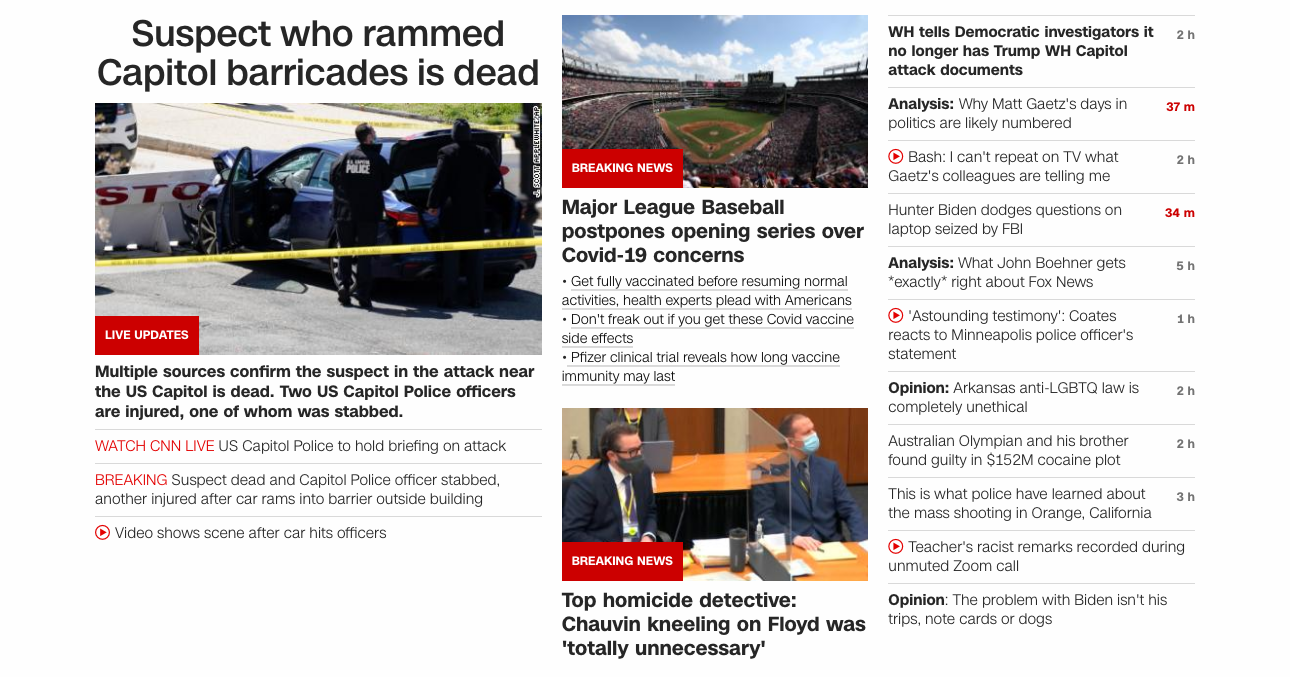 Suspect who rammed
Capitol barricades is dead
J. SCOTT APPLEWHITE/AP
STO
U.S. CAPITOL
POLICE
LIVE UPDATES
Multiple sources confirm the suspect in the attack near
the US Capitol is dead. Two US Capitol Police officers
are injured, one of whom was stabbed.
WATCH CNN LIVE US Capitol Police to hold briefing on attack
BREAKING Suspect dead and Capitol Police officer stabbed,
another injured after car rams into barrier outside building
Video shows scene after car hits officers
BREAKING NEWS
Major League Baseball
postpones opening series over
Covid-19 concerns
• Get fully vaccinated before resuming normal
activities, health experts plead with Americans
• Don't freak out if you get these Covid vaccine
side effects
• Pfizer clinical trial reveals how long vaccine
immunity may last
BREAKING NEWS
Top homicide detective:
Chauvin kneeling on Floyd was
'totally unnecessary'
WH tells Democratic investigators it 2 h
no longer has Trump WH Capitol
attack documents
Analysis: Why Matt Gaetz's days in 37 m
politics are likely numbered
Bash: I can't repeat on TV what 2 h
Gaetz's colleagues are telling me
Hunter Biden dodges questions on 34 m
laptop seized by FBI
Analysis: What John Boehner gets 5 h
*exactly* right about Fox News
'Astounding testimony': Coates 1 h
reacts to Minneapolis police officer's
statement
Opinion: Arkansas anti-LGBTQ law is 2 h
completely unethical
Australian Olympian and his brother 2 h
found guilty in $152M cocaine plot
This is what police have learned about 3 h
the mass shooting in Orange, California
Teacher's racist remarks recorded during
unmuted Zoom call
Opinion: The problem with Biden isn't his
trips, note cards or dogs